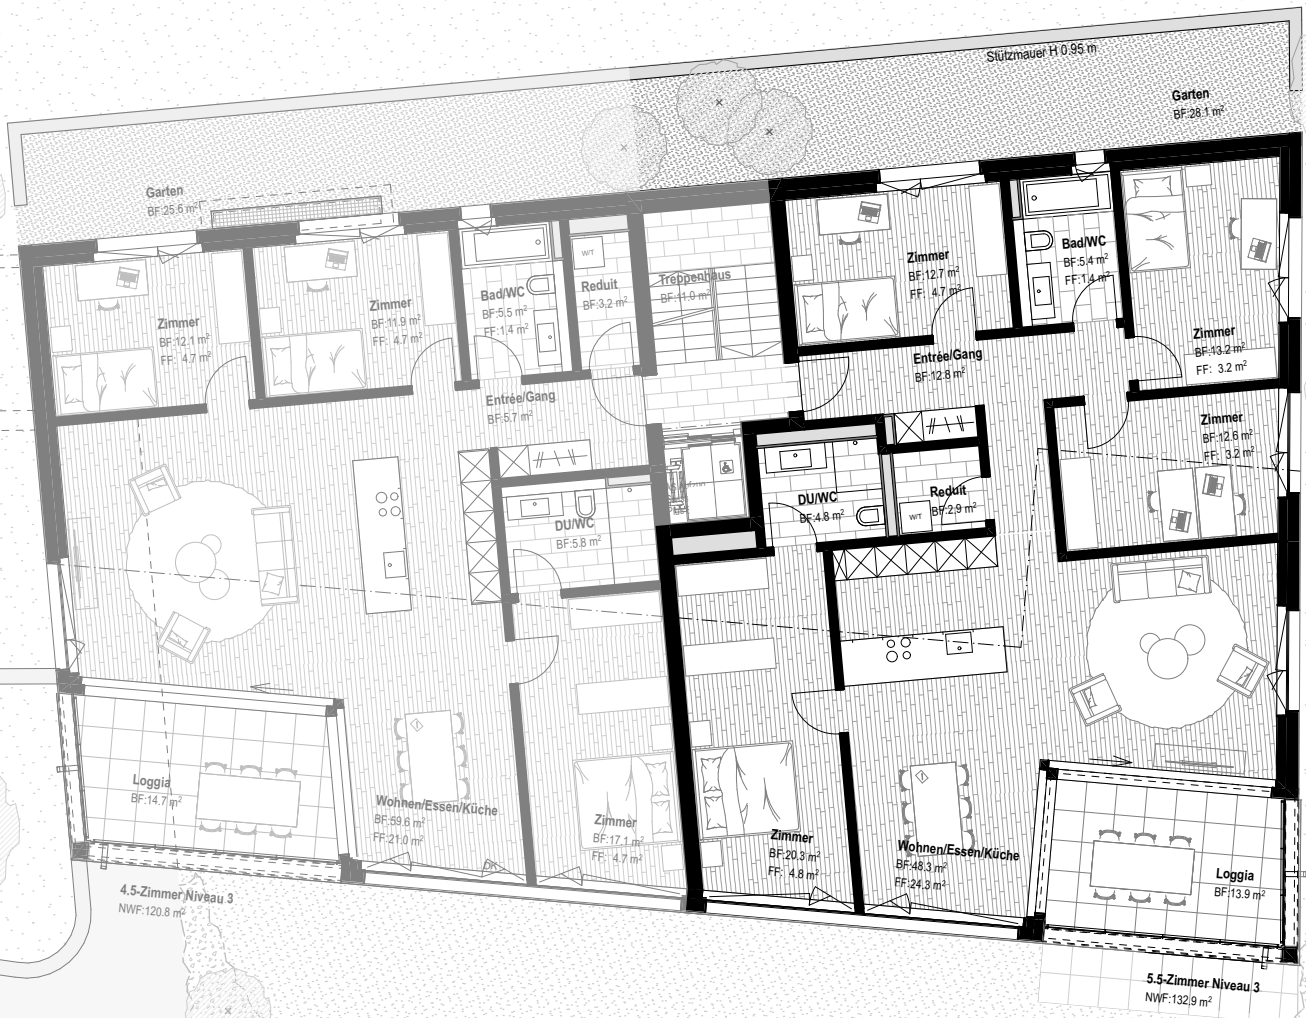 Stützmauer H 0.95 m
Garten
BF:28.1 m²
Garten
BF:25.6 m²
Zimmer
BF:12.1 m²
FF: 4.7 m²
Zimmer
BF:11.9 m²
FF: 4.7 m²
Bad/WC
BF:5.5 m²
FF:1.4 m²
W/T
Reduit
BF:3.2 m²
Treppenhaus
BF:11.0 m²
Zimmer
BF:12.7 m²
FF: 4.7 m²
Bad/WC
BF:5.4 m²
FF:1.4 m²
Zimmer
BF:13.2 m²
FF: 3.2 m²
Entrée/Gang
BF:5.7 m²
Entrée/Gang
BF:12.8 m²
Zimmer
BF:12.6 m²
FF: 3.2 m²
DU/WC
BF:5.8 m²
DU/WC
BF:4.8 m²
Reduit
BF:2.9 m²
W/T
Loggia
BF:14.7 m²
Wohnen/Essen/Küche
BF:59.6 m²
FF:21.0 m²
Zimmer
BF:17.1 m²
FF: 4.7 m²
Zimmer
BF:20.3 m²
FF: 4.8 m²
Wohnen/Essen/Küche
BF:48.3 m²
FF:24.3 m²
Loggia
BF:13.9 m²
4.5-Zimmer Niveau 3
NWF:120.8 m²
5.5-Zimmer Niveau 3
NWF:132.9 m²